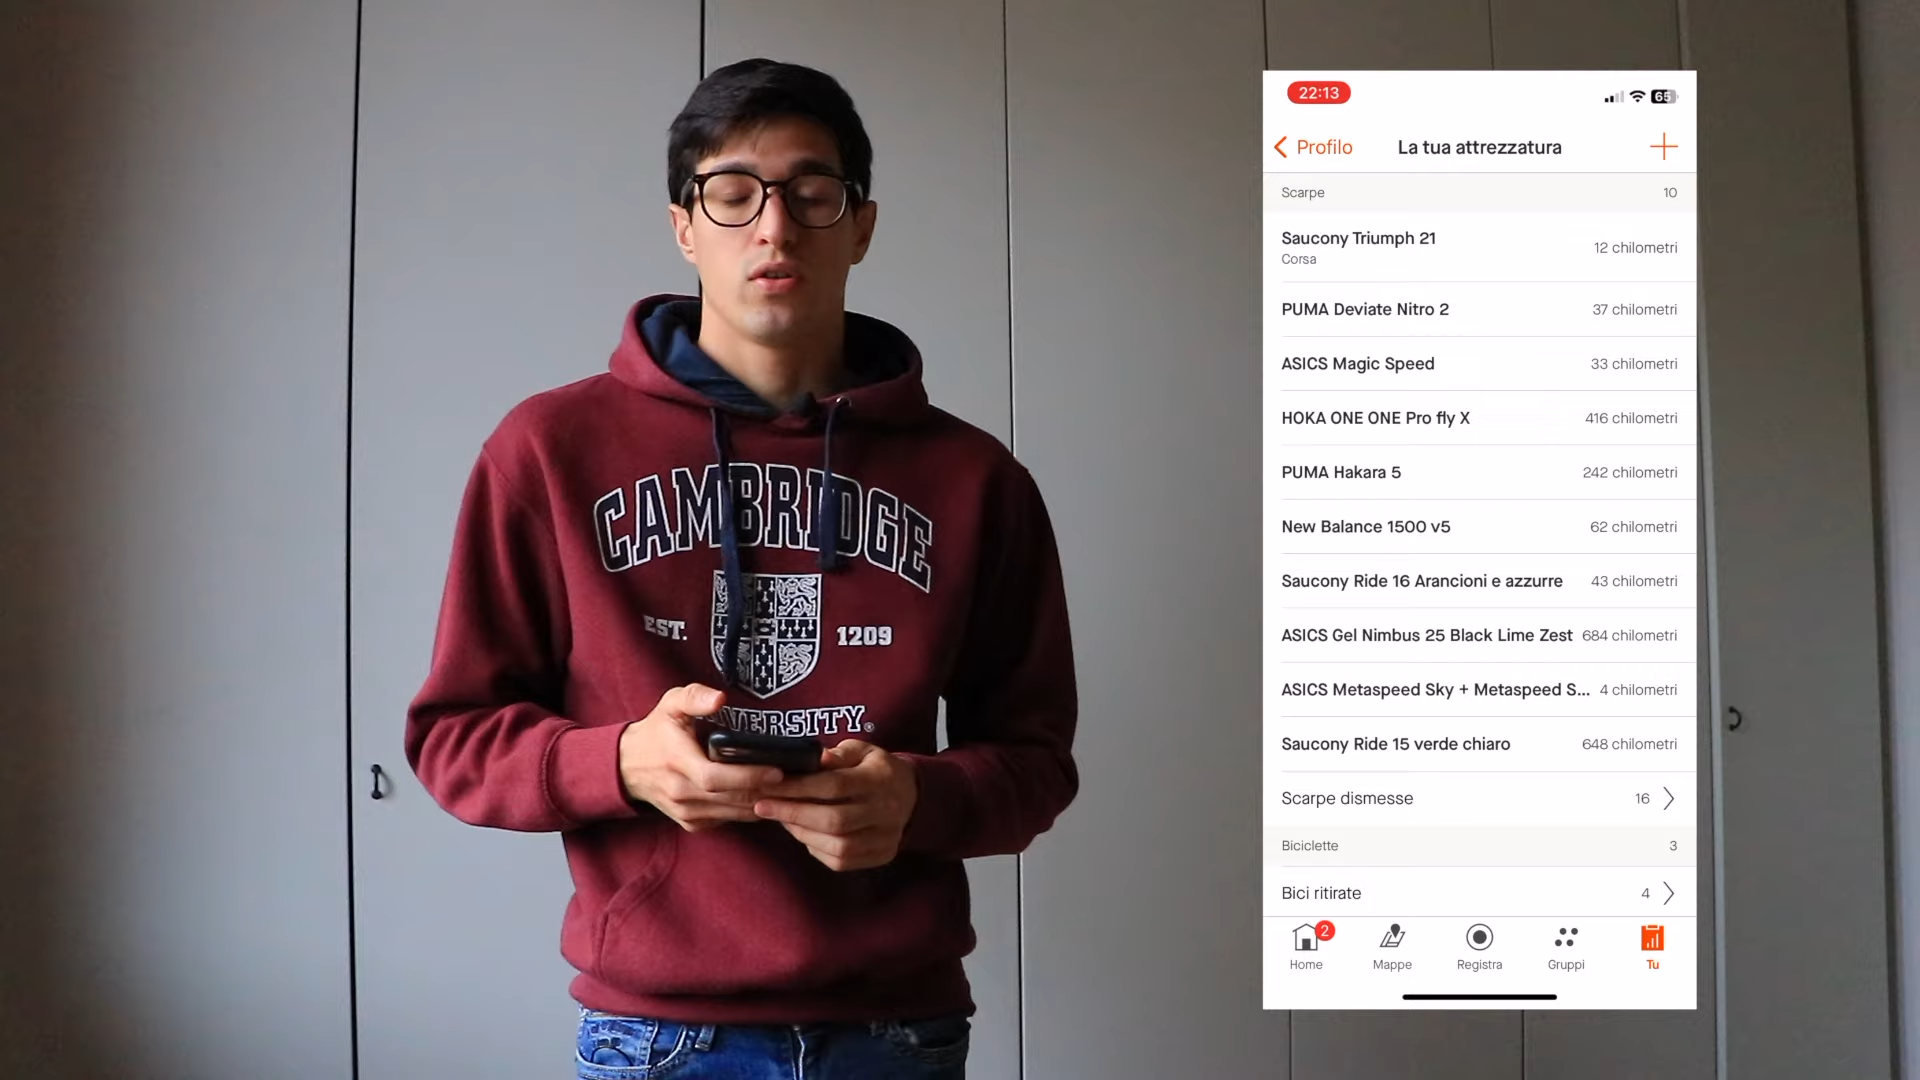 CAMBRIDGE
EST. 1209
UNIVERSITY®
22:13
65
Profilo
La tua attrezzatura
Scarpe 10
Saucony Triumph 21
Corsa
12 chilometri
PUMA Deviate Nitro 2 37 chilometri
ASICS Magic Speed 33 chilometri
HOKA ONE ONE Pro fly X 416 chilometri
PUMA Hakara 5 242 chilometri
New Balance 1500 v5 62 chilometri
Saucony Ride 16 Arancioni e azzurre 43 chilometri
ASICS Gel Nimbus 25 Black Lime Zest 684 chilometri
ASICS Metaspeed Sky + Metaspeed S... 4 chilometri
Saucony Ride 15 verde chiaro 648 chilometri
Scarpe dismesse 16
Biciclette 3
Bici ritirate 4
2
Home
Mappe
Registra
Gruppi
Tu